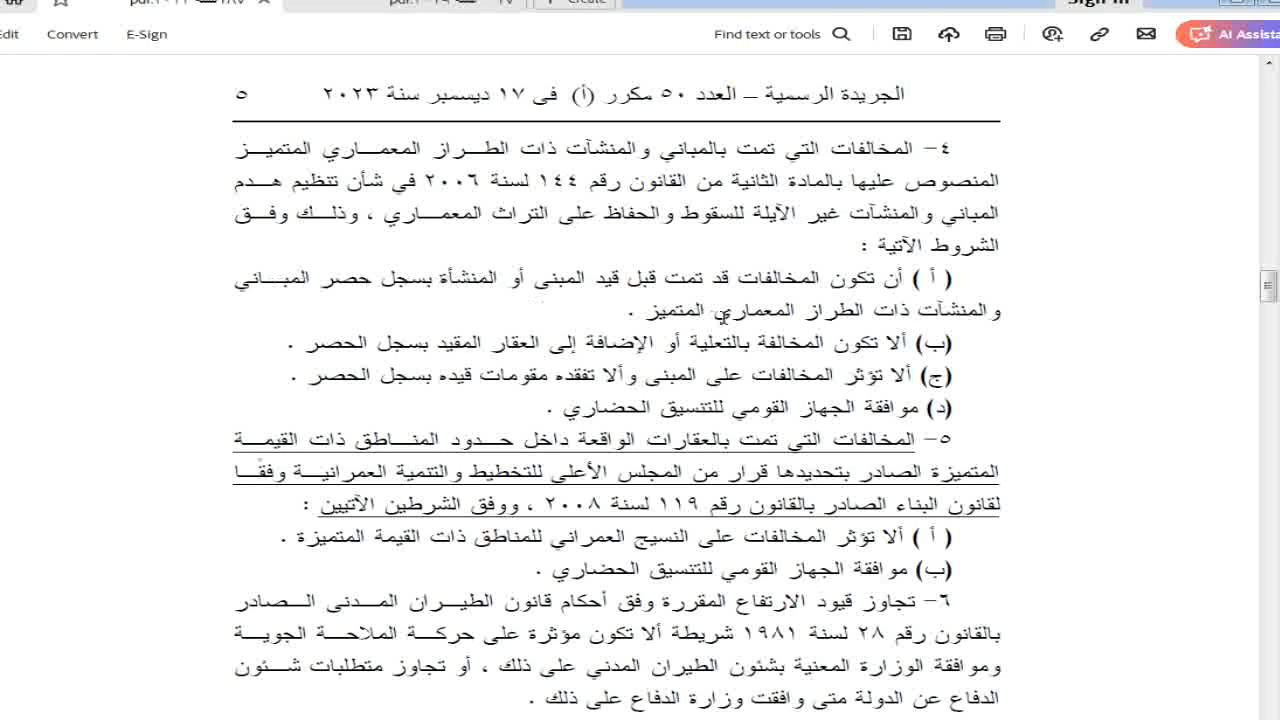 Create
Sign in
Edit
Convert
E-Sign
Find text or tools
AI Assista
الجريدة الرسمية – العدد ٥٠ مكرر (أ) فى ١٧ ديسمبر سنة ٢٠٢٣ ٥
٤- المخالفات التي تمت بالمباني والمنشآت ذات الطراز المعماري المتميز
المنصوص عليها بالمادة الثانية من القانون رقم ١٤٤ لسنة ٢٠٠٦ في شأن تنظيم هدم
المباني والمنشآت غير الآيلة للسقوط والحفاظ على التراث المعماري ، وذلك وفق
الشروط الآتية :
( أ ) أن تكون المخالفات قد تمت قبل قيد المبنى أو المنشأة بسجل حصر المباني
والمنشآت ذات الطراز المعماري المتميز .
(ب) ألا تكون المخالفة بالتعلية أو الإضافة إلى العقار المقيد بسجل الحصر .
(ج) ألا تؤثر المخالفات على المبنى وألا تفقده مقومات قيده بسجل الحصر .
(د) موافقة الجهاز القومي للتنسيق الحضاري .
٥- المخالفات التي تمت بالعقارات الواقعة داخل حدود المناطق ذات القيمة
المتميزة الصادر بتحديدها قرار من المجلس الأعلى للتخطيط والتنمية العمرانية وفقًا
لقانون البناء الصادر بالقانون رقم ١١٩ لسنة ٢٠٠٨ ، ووفق الشرطين الآتيين :
( أ ) ألا تؤثر المخالفات على النسيج العمراني للمناطق ذات القيمة المتميزة .
(ب) موافقة الجهاز القومي للتنسيق الحضاري .
٦- تجاوز قيود الارتفاع المقررة وفق أحكام قانون الطيران المدنى الصادر
بالقانون رقم ٢٨ لسنة ١٩٨١ شريطة ألا تكون مؤثرة على حركة الملاحة الجوية
وموافقة الوزارة المعنية بشئون الطيران المدني على ذلك ، أو تجاوز متطلبات شئون
الدفاع عن الدولة متى وافقت وزارة الدفاع على ذلك .